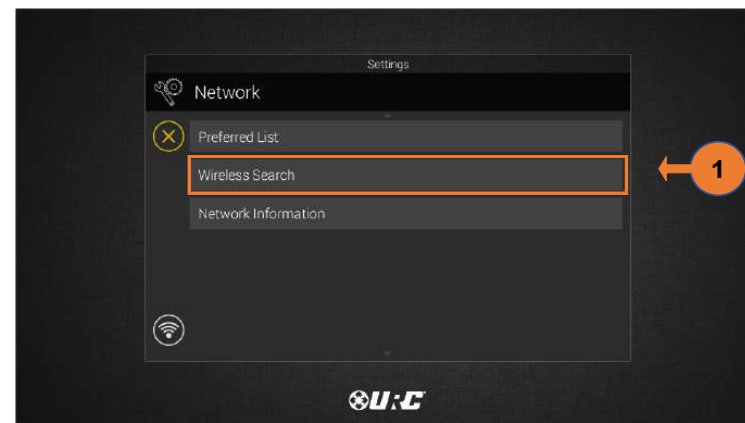 Settings
Network
Preferred List
Wireless Search
1
Network Information
URC